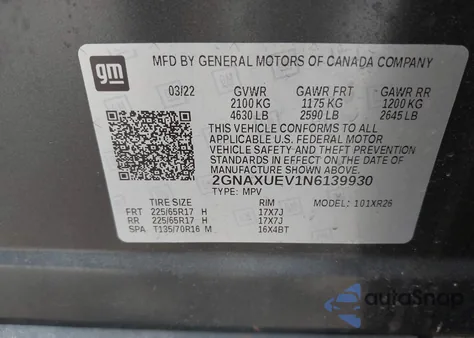 gm
MFD BY GENERAL MOTORS OF CANADA COMPANY
03/22 GVWR GAWR FRT GAWR RR
2100 KG 1175 KG 1200 KG
4630 LB 2590 LB 2645 LB
THIS VEHICLE CONFORMS TO ALL
APPLICABLE U.S. FEDERAL MOTOR
VEHICLE SAFETY AND THEFT
PREVENTION STANDARDS IN
EFFECT ON THE DATE OF
MANUFACTURE SHOWN ABOVE.
2GNAXUEV1N6139930
TYPE: MPV MODEL: 101XR26
TIRE SIZE RIM
FRT 225/65R17 H 17X7J
RR 225/65R17 H 17X7J
SPA T135/70R16 M 16X4BT
autoSnap